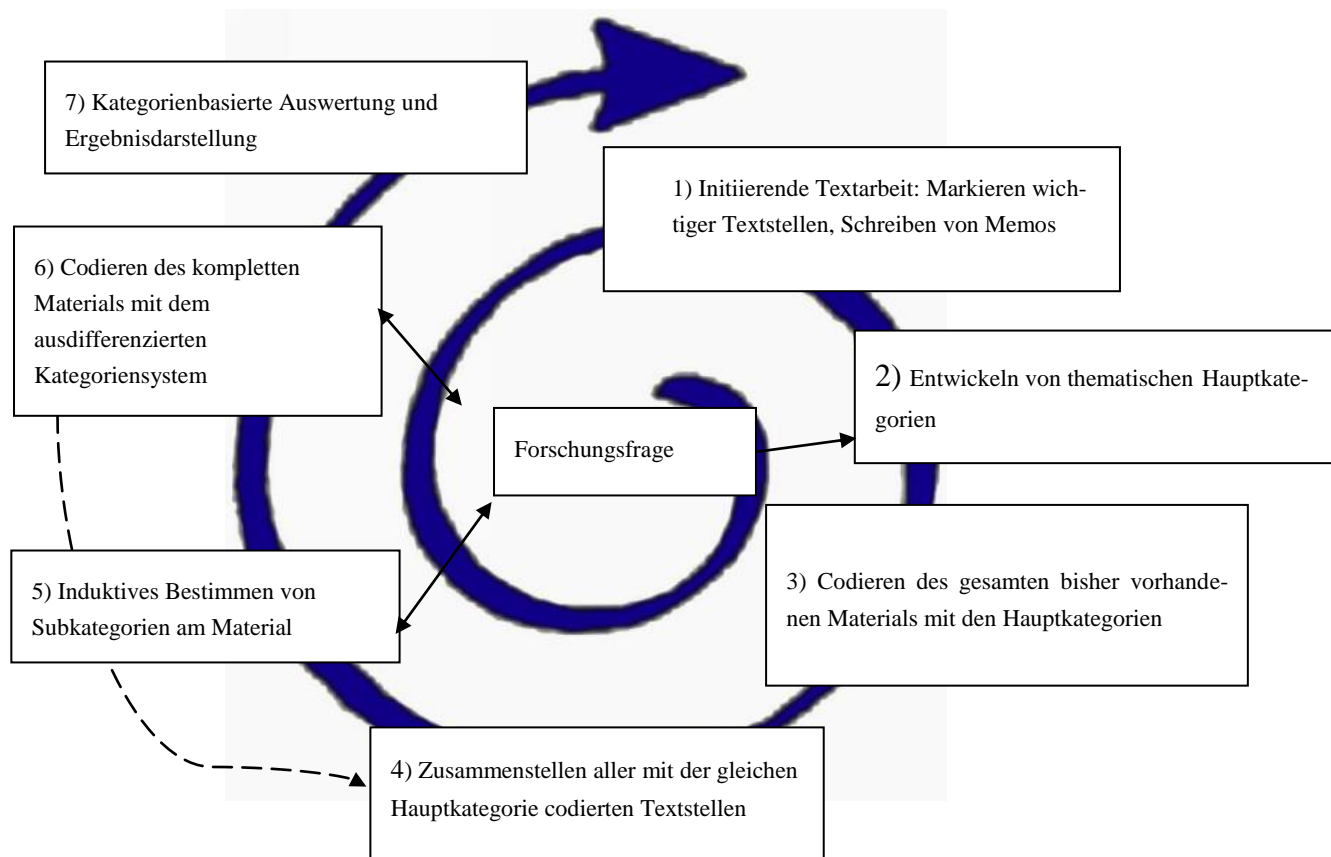 7) Kategorienbasierte Auswertung und
Ergebnisdarstellung
1) Initiierende Textarbeit: Markieren wich-
tiger Textstellen, Schreiben von Memos
6) Codieren des kompletten
Materials mit dem
ausdifferenzierten
Kategoriensystem
2) Entwickeln von thematischen Hauptkate-
gorien
Forschungsfrage
3) Codieren des gesamten bisher vorhande-
nen Materials mit den Hauptkategorien
5) Induktives Bestimmen von
Subkategorien am Material
4) Zusammenstellen aller mit der gleichen
Hauptkategorie codierten Textstellen